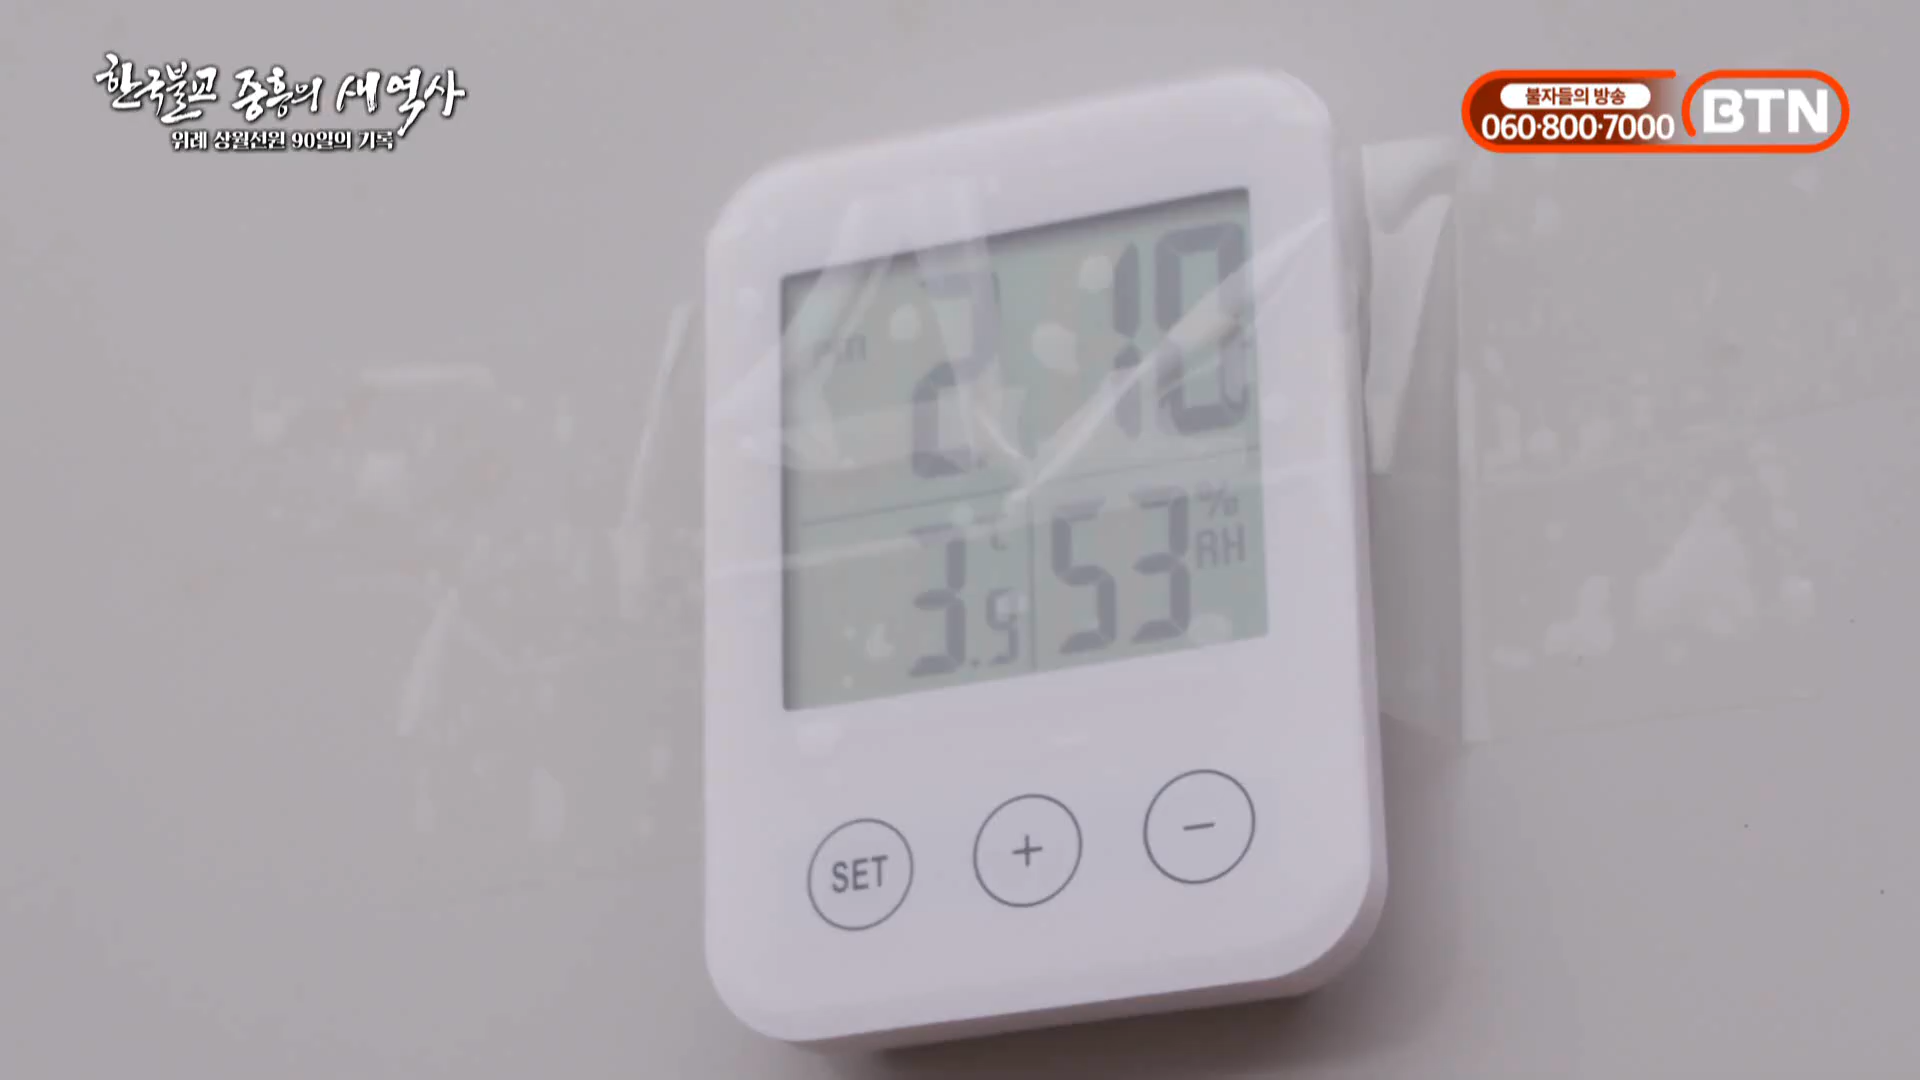 한국불교 중흥의 새역사
위례 상월선원 90일의 기록
불자들의 방송
060·800·7000
BTN
2 10
3.5 ℃ 53 % RH
SET + −